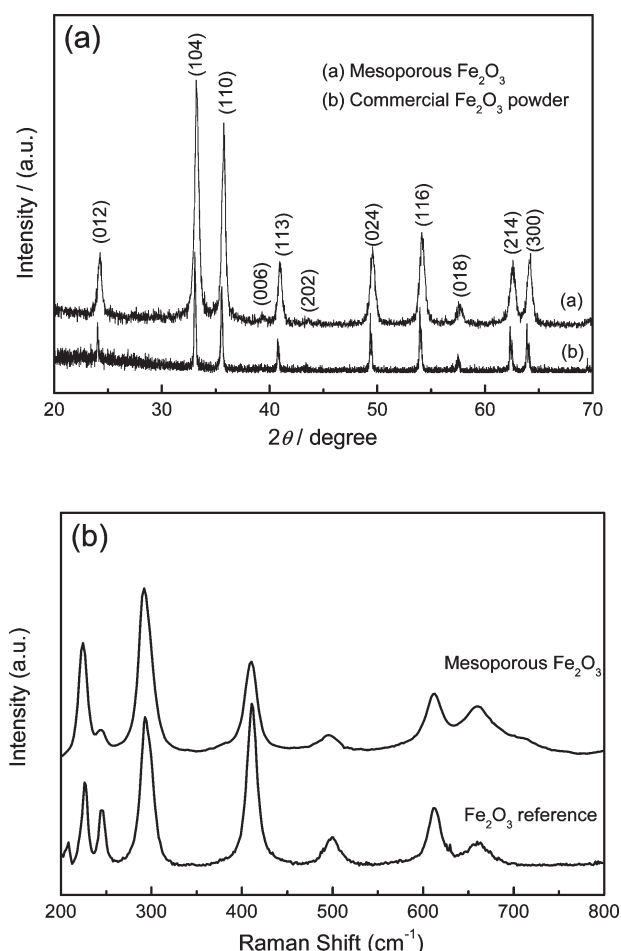 (a)
(a) Mesoporous Fe₂O₃
(b) Commercial Fe₂O₃ powder
(012)
(104)
(110)
(006)
(113)
(202)
(024)
(116)
(018)
(214)
(300)
(a)
(b)
Intensity / (a.u.)
20 30 40 50 60 70
2θ / degree
(b)
Mesoporous Fe₂O₃
Fe₂O₃ reference
Intensity (a.u.)
200 300 400 500 600 700 800
Raman Shift (cm⁻¹)